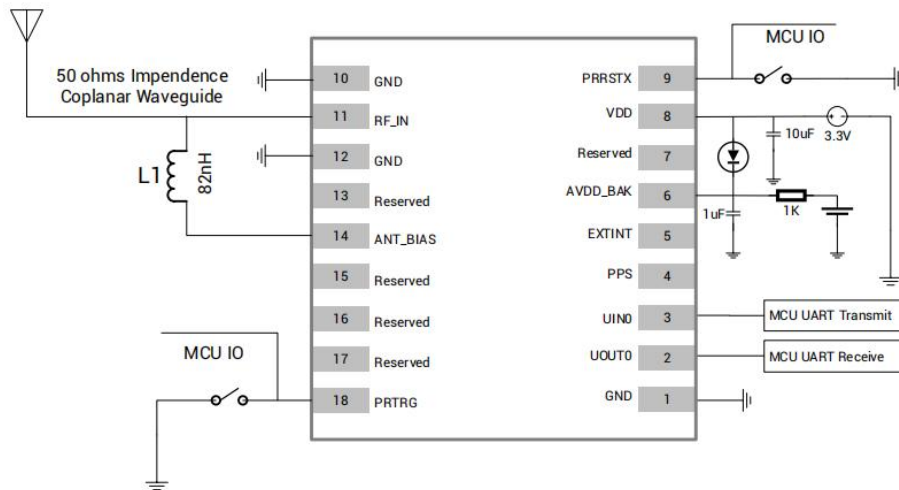 MCU IO
50 ohms Impendence
Coplanar Waveguide
L1
82nH
10 GND
11 RF_IN
12 GND
13 Reserved
14 ANT_BIAS
15 Reserved
16 Reserved
17 Reserved
18 PRTRG
MCU IO
PRRSTX 9
VDD 8
Reserved 7
AVDD_BAK 6
EXTINT 5
PPS 4
UIN0 3
UOUT0 2
GND 1
10uF
3.3V
1uF
1K
MCU UART Transmit
MCU UART Receive